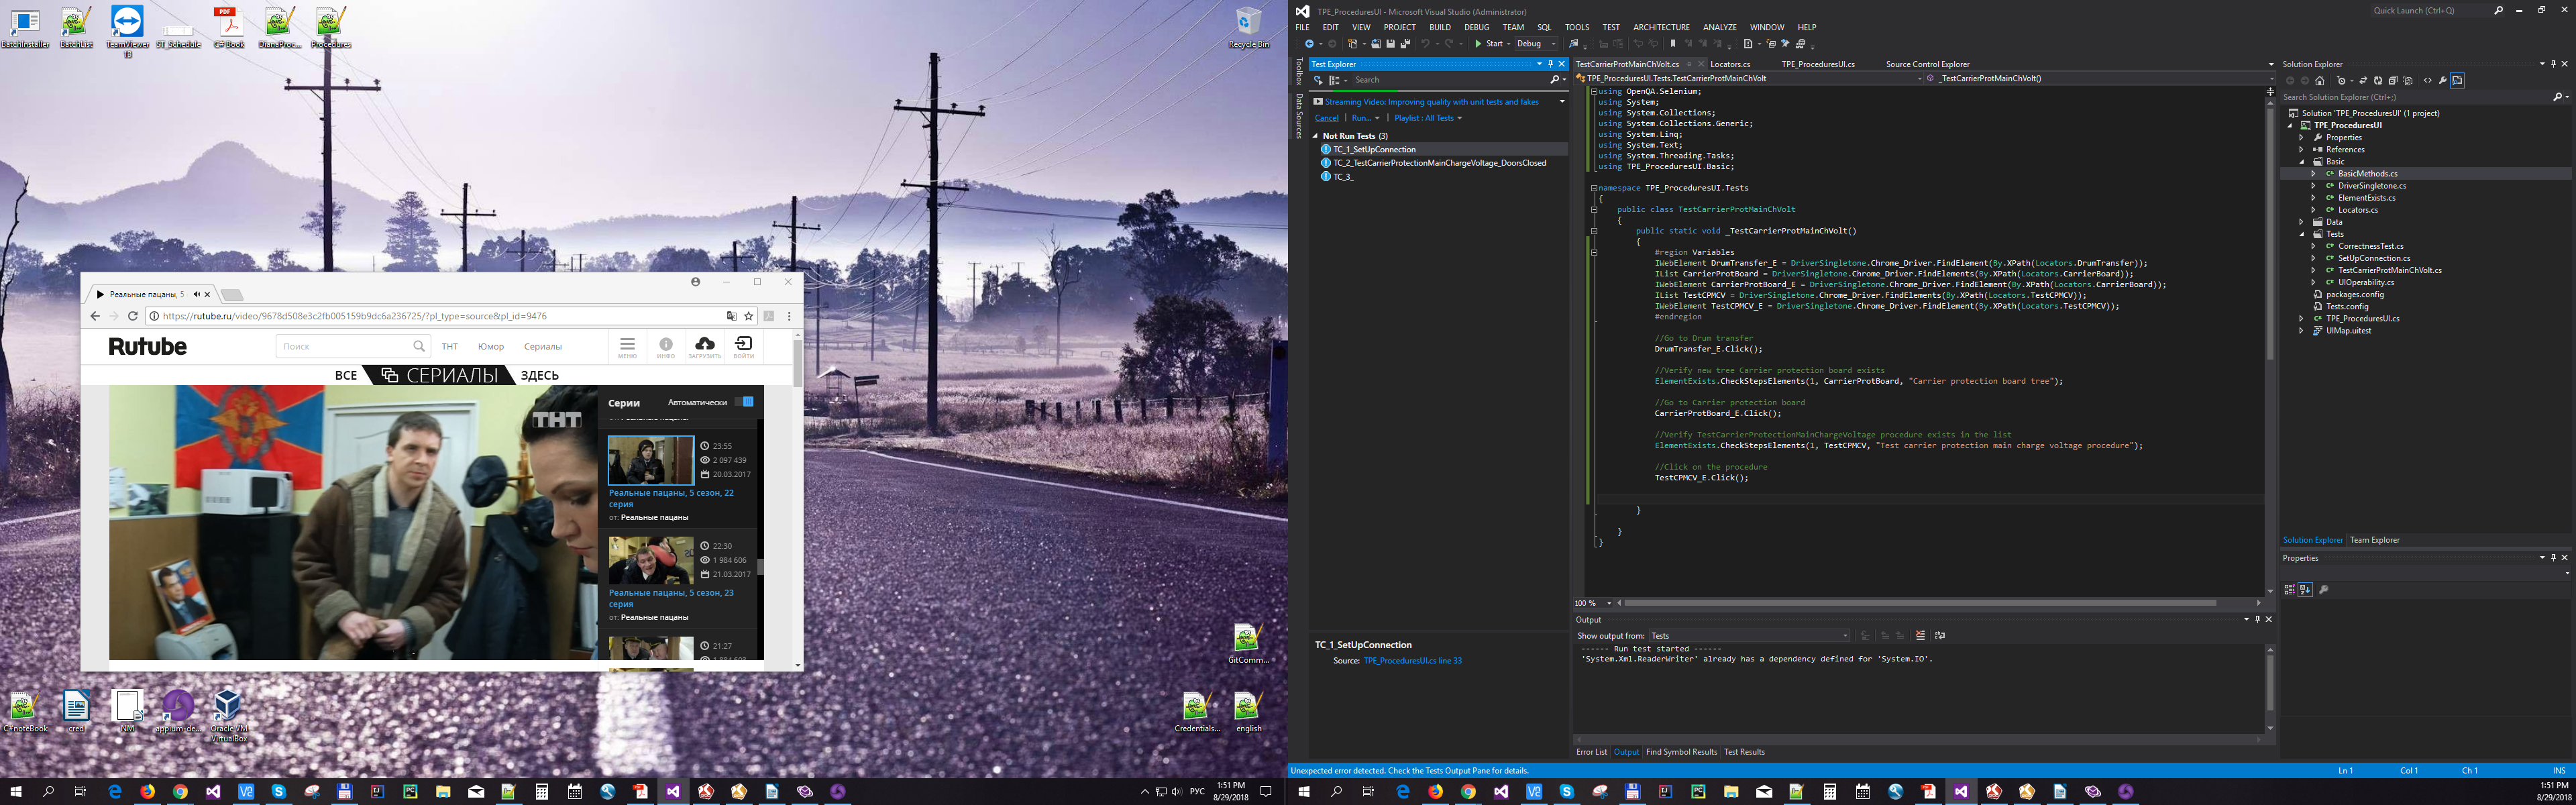 BatchInstaller
BatchList
TeamViewer 13
ST_Schedule
C# Book
DianaProc...
Procedures
Recycle Bin
Реальные пацаны, 5
https://rutube.ru/video/9678d508e3c2fb005159b9dc6a236725/?pl_type=source&pl_id=9476
Rutube
Поиск
ТНТ
Юмор
Сериалы
МЕНЮ
ИНФО
ЗАГРУЗИТЬ
ВОЙТИ
ВСЕ СЕРИАЛЫ ЗДЕСЬ
ТНТ
Серии
Автоматически
23:55
2 097 439
20.03.2017
Реальные пацаны, 5 сезон, 22
серия
от: Реальные пацаны
22:30
1 984 606
21.03.2017
Реальные пацаны, 5 сезон, 23
серия
от: Реальные пацаны
21:27
GitComm...
Credentials...
english
C#noteBook
cred
NM
appium-de...
Oracle VM
VirtualBox
РУС
1:51 PM
8/29/2018
TPE_ProceduresUI - Microsoft Visual Studio (Administrator)
Quick Launch (Ctrl+Q)
FILE EDIT VIEW PROJECT BUILD DEBUG TEAM SQL TOOLS TEST ARCHITECTURE ANALYZE WINDOW HELP
Start
Debug
Toolbox
Data Sources
Test Explorer
Search
Streaming Video: Improving quality with unit tests and fakes
Cancel | Run... | Playlist : All Tests
Not Run Tests (3)
TC_1_SetUpConnection
TC_2_TestCarrierProtectionMainChargeVoltage_DoorsClosed
TC_3_
TC_1_SetUpConnection
Source: TPE_ProceduresUI.cs line 33
TestCarrierProtMainChVolt.cs
Locators.cs
TPE_ProceduresUI.cs
Source Control Explorer
TPE_ProceduresUI.Tests.TestCarrierProtMainChVolt
_TestCarrierProtMainChVolt()
using OpenQA.Selenium;
using System;
using System.Collections;
using System.Collections.Generic;
using System.Linq;
using System.Text;
using System.Threading.Tasks;
using TPE_ProceduresUI.Basic;
namespace TPE_ProceduresUI.Tests
{
public class TestCarrierProtMainChVolt
{
public static void _TestCarrierProtMainChVolt()
{
#region Variables
IWebElement DrumTransfer_E = DriverSingletone.Chrome_Driver.FindElement(By.XPath(Locators.DrumTransfer));
IList CarrierProtBoard = DriverSingletone.Chrome_Driver.FindElements(By.XPath(Locators.CarrierBoard));
IWebElement CarrierProtBoard_E = DriverSingletone.Chrome_Driver.FindElement(By.XPath(Locators.CarrierBoard));
IList TestCPMCV = DriverSingletone.Chrome_Driver.FindElements(By.XPath(Locators.TestCPMCV));
IWebElement TestCPMCV_E = DriverSingletone.Chrome_Driver.FindElement(By.XPath(Locators.TestCPMCV));
#endregion
//Go to Drum transfer
DrumTransfer_E.Click();
//Verify new tree Carrier protection board exists
ElementExists.CheckStepsElements(1, CarrierProtBoard, "Carrier protection board tree");
//Go to Carrier protection board
CarrierProtBoard_E.Click();
//Verify TestCarrierProtectionMainChargeVoltage procedure exists in the list
ElementExists.CheckStepsElements(1, TestCPMCV, "Test carrier protection main charge voltage procedure");
//Click on the procedure
TestCPMCV_E.Click();
}
}
}
100 %
Output
Show output from: Tests
------ Run test started ------
'System.Xml.ReaderWriter' already has a dependency defined for 'System.IO'.
Error List Output Find Symbol Results Test Results
Solution Explorer
Search Solution Explorer (Ctrl+;)
Solution 'TPE_ProceduresUI' (1 project)
TPE_ProceduresUI
Properties
References
Basic
BasicMethods.cs
DriverSingletone.cs
ElementExists.cs
Locators.cs
Data
Tests
CorrectnessTest.cs
SetUpConnection.cs
TestCarrierProtMainChVolt.cs
UIOperability.cs
packages.config
Tests.config
TPE_ProceduresUI.cs
UIMap.uitest
Solution Explorer Team Explorer
Properties
Unexpected error detected. Check the Tests Output Pane for details.
Ln 1 Col 1 Ch 1 INS
1:51 PM
8/29/2018